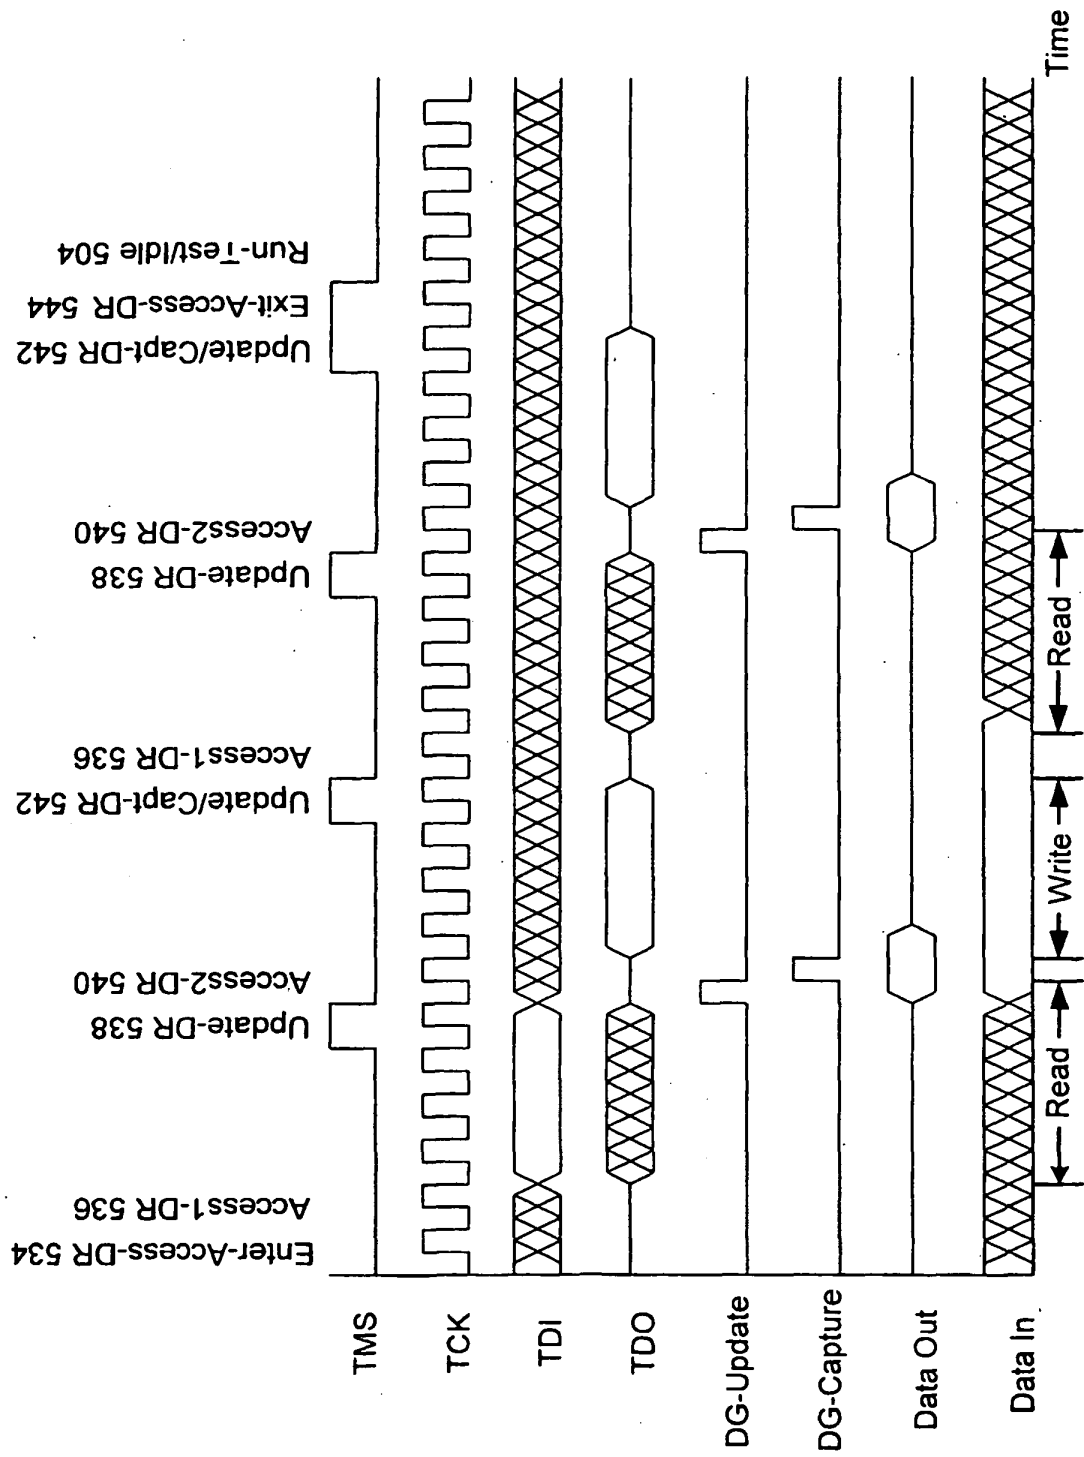 Enter-Access-DR 534
Access1-DR 536
Update-DR 538
Access2-DR 540
Update/Capt-DR 542
Access1-DR 536
Update-DR 538
Access2-DR 540
Update/Capt-DR 542
Exit-Access-DR 544
Run-Test/Idle 504
TMS
TCK
TDI
TDO
DG-Update
DG-Capture
Data Out
Data In
Read
Write
Read
Time